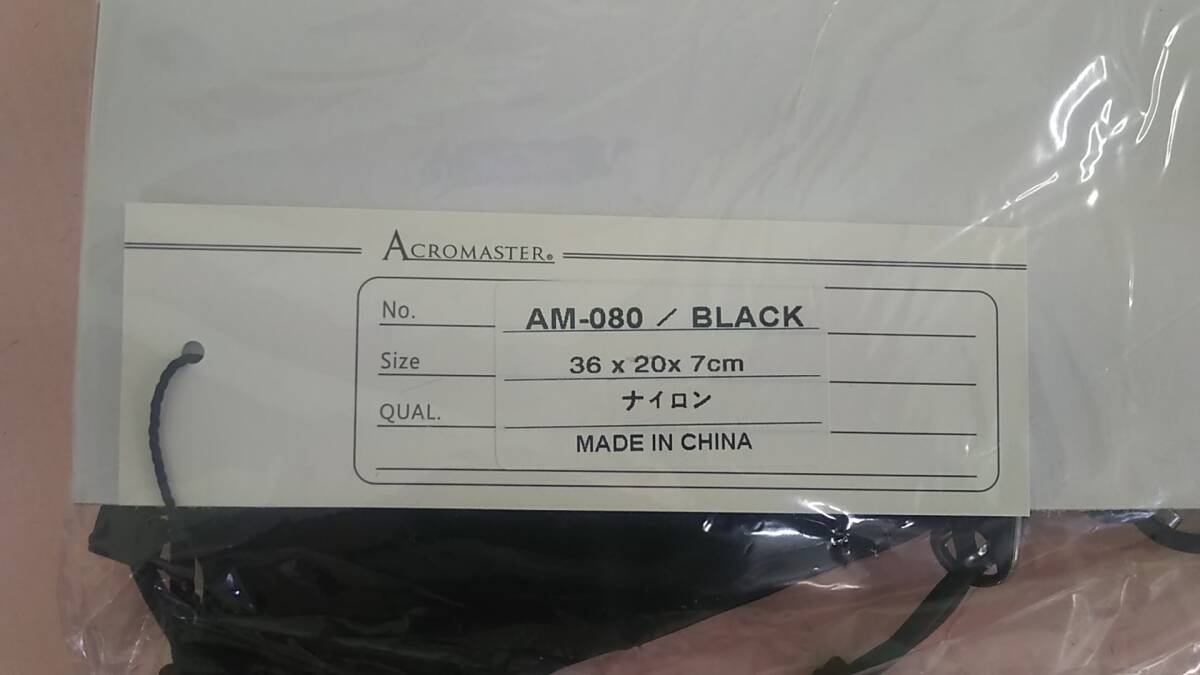 ACROMASTER®
No. AM-080 / BLACK
Size 36 x 20x 7cm
QUAL. ナイロン
MADE IN CHINA